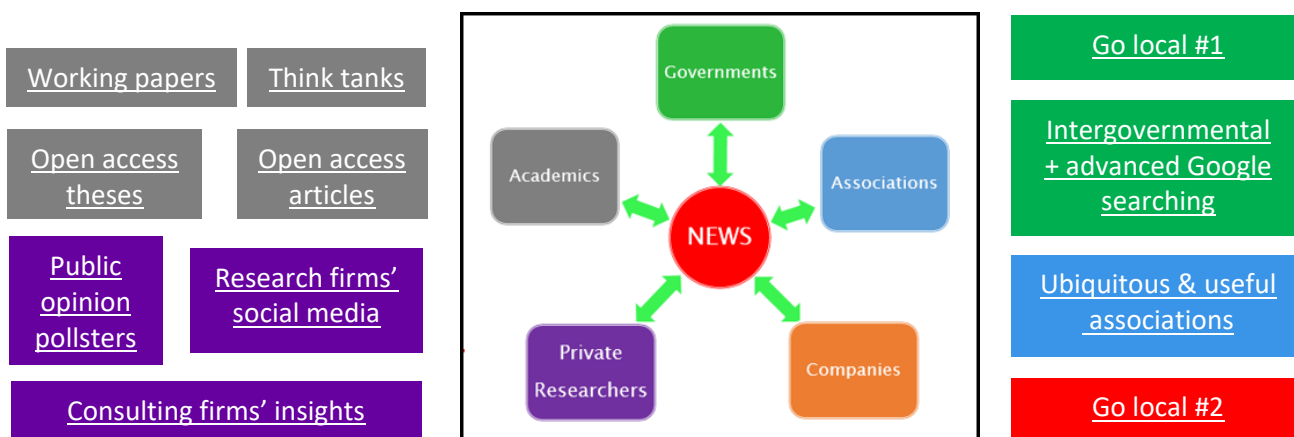 Working papers
Think tanks
Open access
theses
Open access
articles
Public
opinion
pollsters
Research firms’
social media
Consulting firms’ insights
Governments
Academics
Associations
NEWS
Private
Researchers
Companies
Go local #1
Intergovernmental
+ advanced Google
searching
Ubiquitous & useful
associations
Go local #2